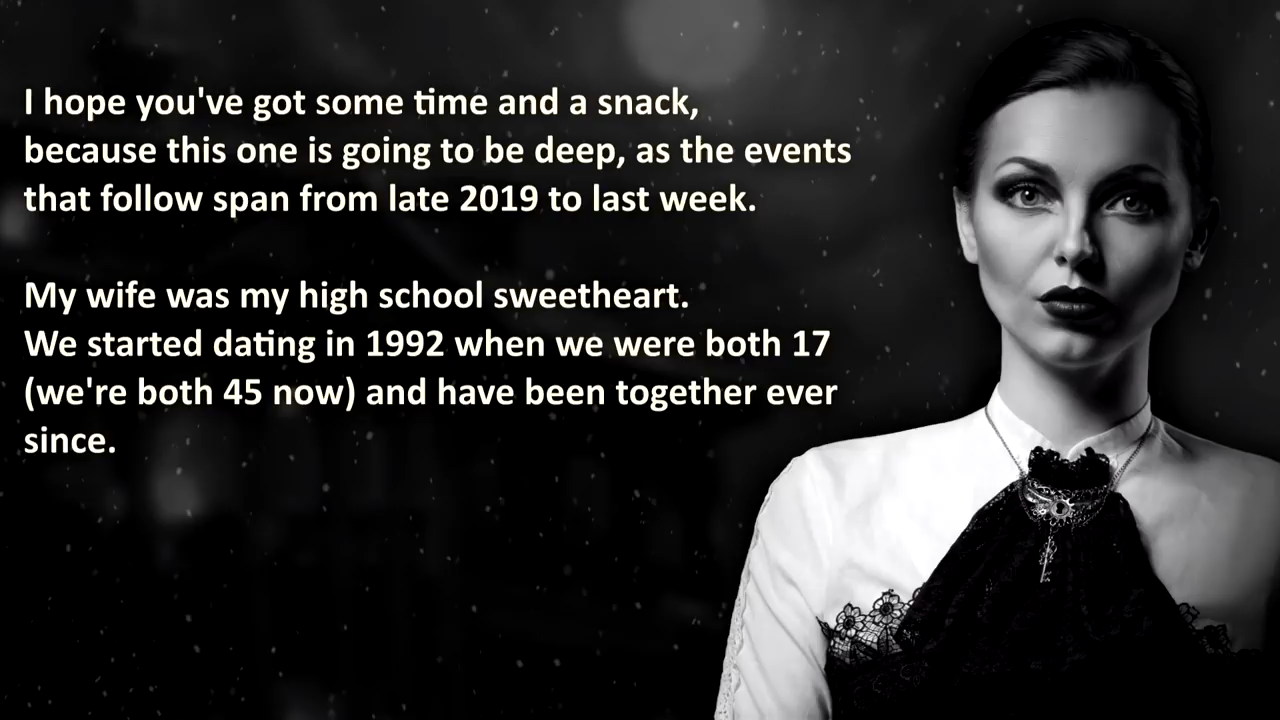 I hope you've got some time and a snack,
because this one is going to be deep, as the events
that follow span from late 2019 to last week.
My wife was my high school sweetheart.
We started dating in 1992 when we were both 17
(we're both 45 now) and have been together ever
since.